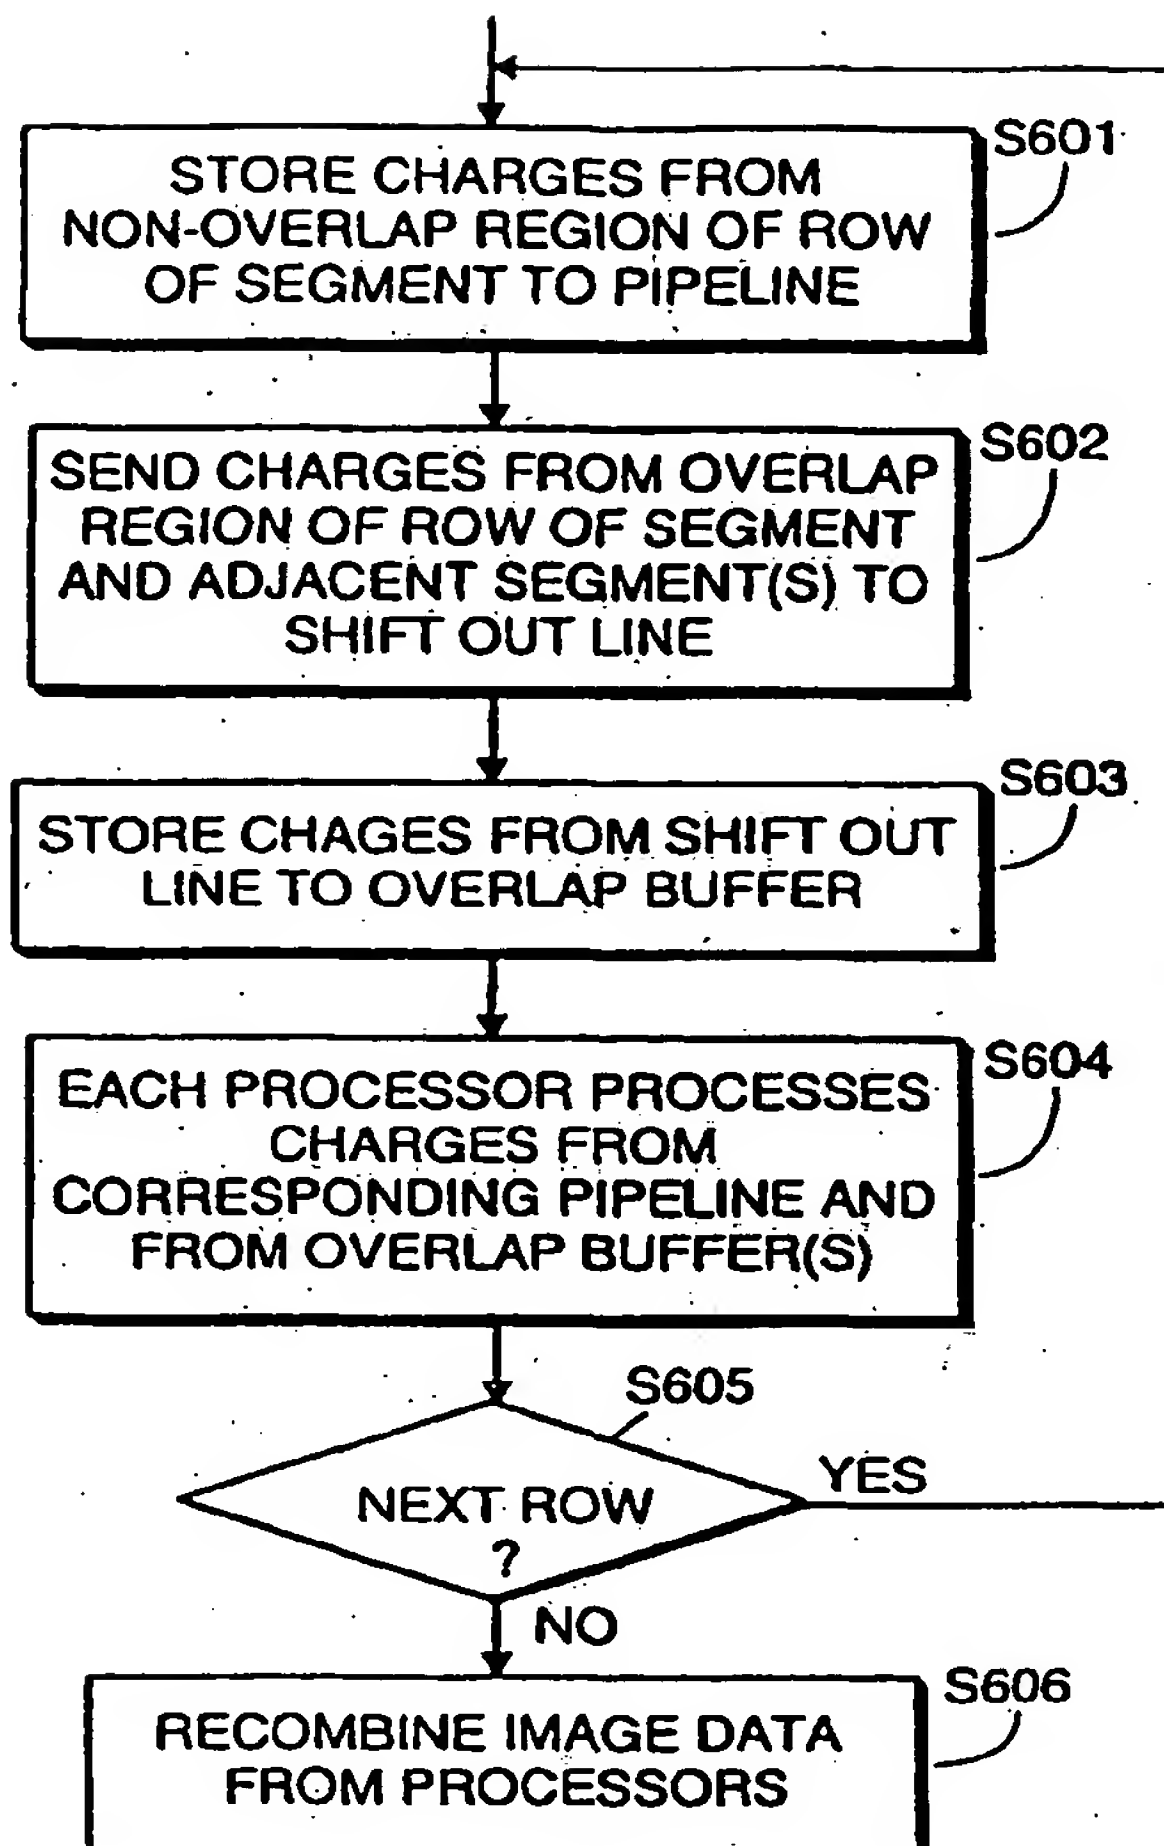 S601
STORE CHARGES FROM
NON-OVERLAP REGION OF ROW
OF SEGMENT TO PIPELINE
S602
SEND CHARGES FROM OVERLAP
REGION OF ROW OF SEGMENT
AND ADJACENT SEGMENT(S) TO
SHIFT OUT LINE
S603
STORE CHAGES FROM SHIFT OUT
LINE TO OVERLAP BUFFER
S604
EACH PROCESSOR PROCESSES
CHARGES FROM
CORRESPONDING PIPELINE AND
FROM OVERLAP BUFFER(S)
S605
NEXT ROW
?
YES
NO
S606
RECOMBINE IMAGE DATA
FROM PROCESSORS